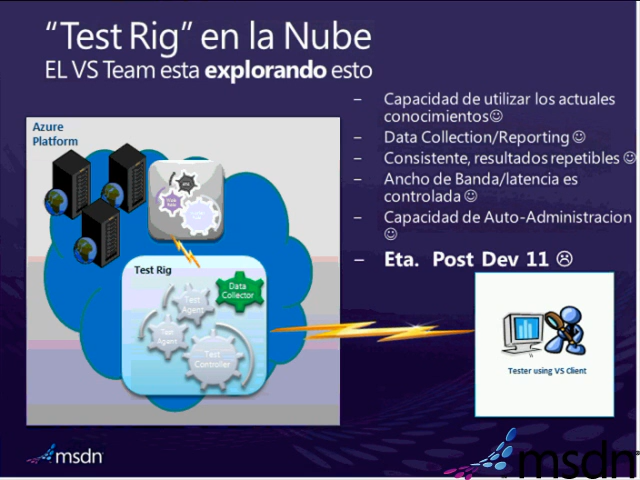 “Test Rig” en la Nube
EL VS Team esta explorando esto
– Capacidad de utilizar los actuales
conocimientos☺
– Data Collection/Reporting ☺
– Consistente, resultados repetibles ☺
– Ancho de Banda/latencia es
controlada ☺
– Capacidad de Auto-Administracion
☺
– Eta. Post Dev 11 ☹
Azure
Platform
Test Rig
Data
Collector
Test
Agent
Test
Agent
Test
Controller
Tester using VS Client
msdn
msdn